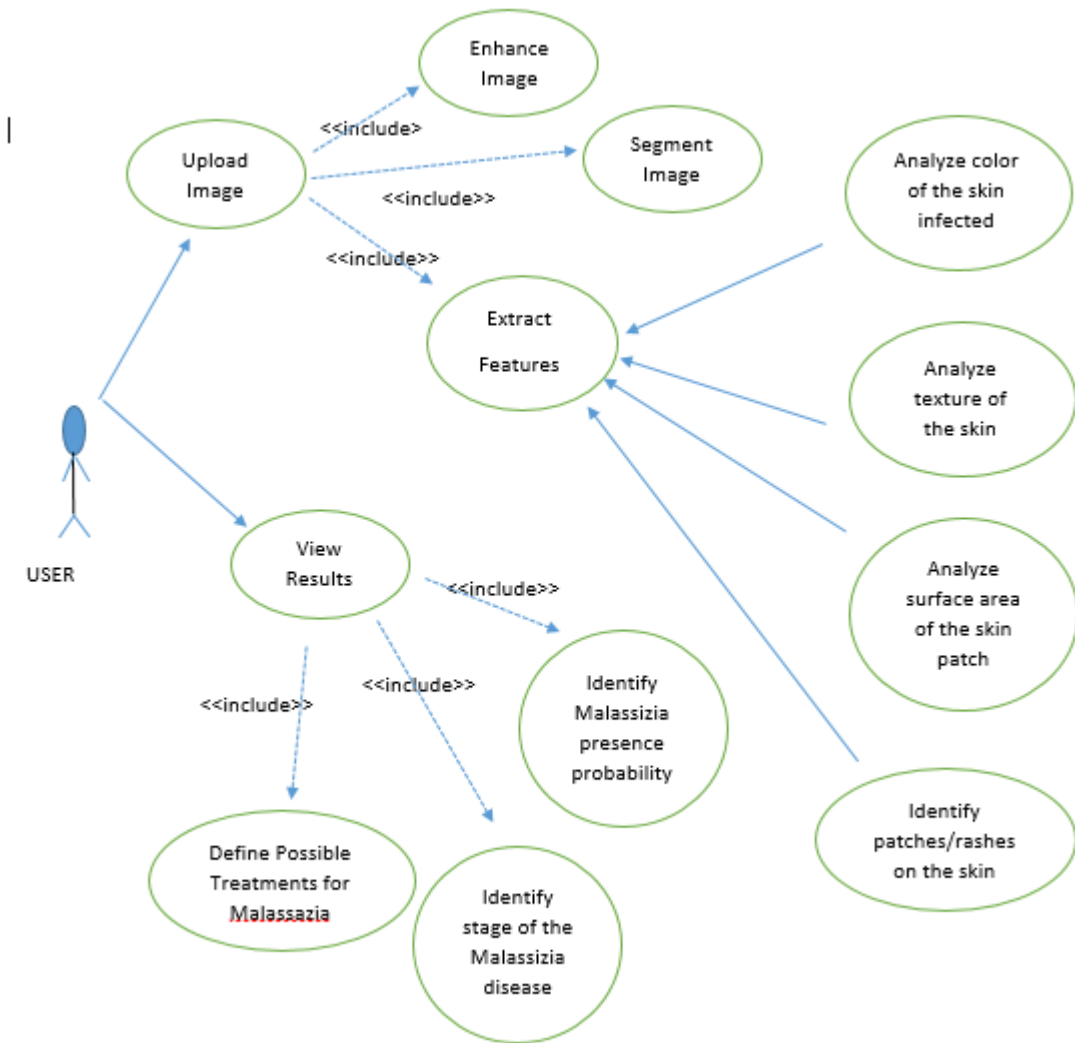 Enhance
Image
<<include>
Upload
Image
Segment
Image
<<include>>
<<include>>
Extract
Features
Analyze color
of the skin
infected
Analyze
texture of
the skin
Analyze
surface area
of the skin
patch
Identify
patches/rashes
on the skin
USER
View
Results
<<include>>
<<include>>
<<include>>
Identify
Malassizia
presence
probability
Define Possible
Treatments for
Malassazia
Identify
stage of the
Malassizia
disease